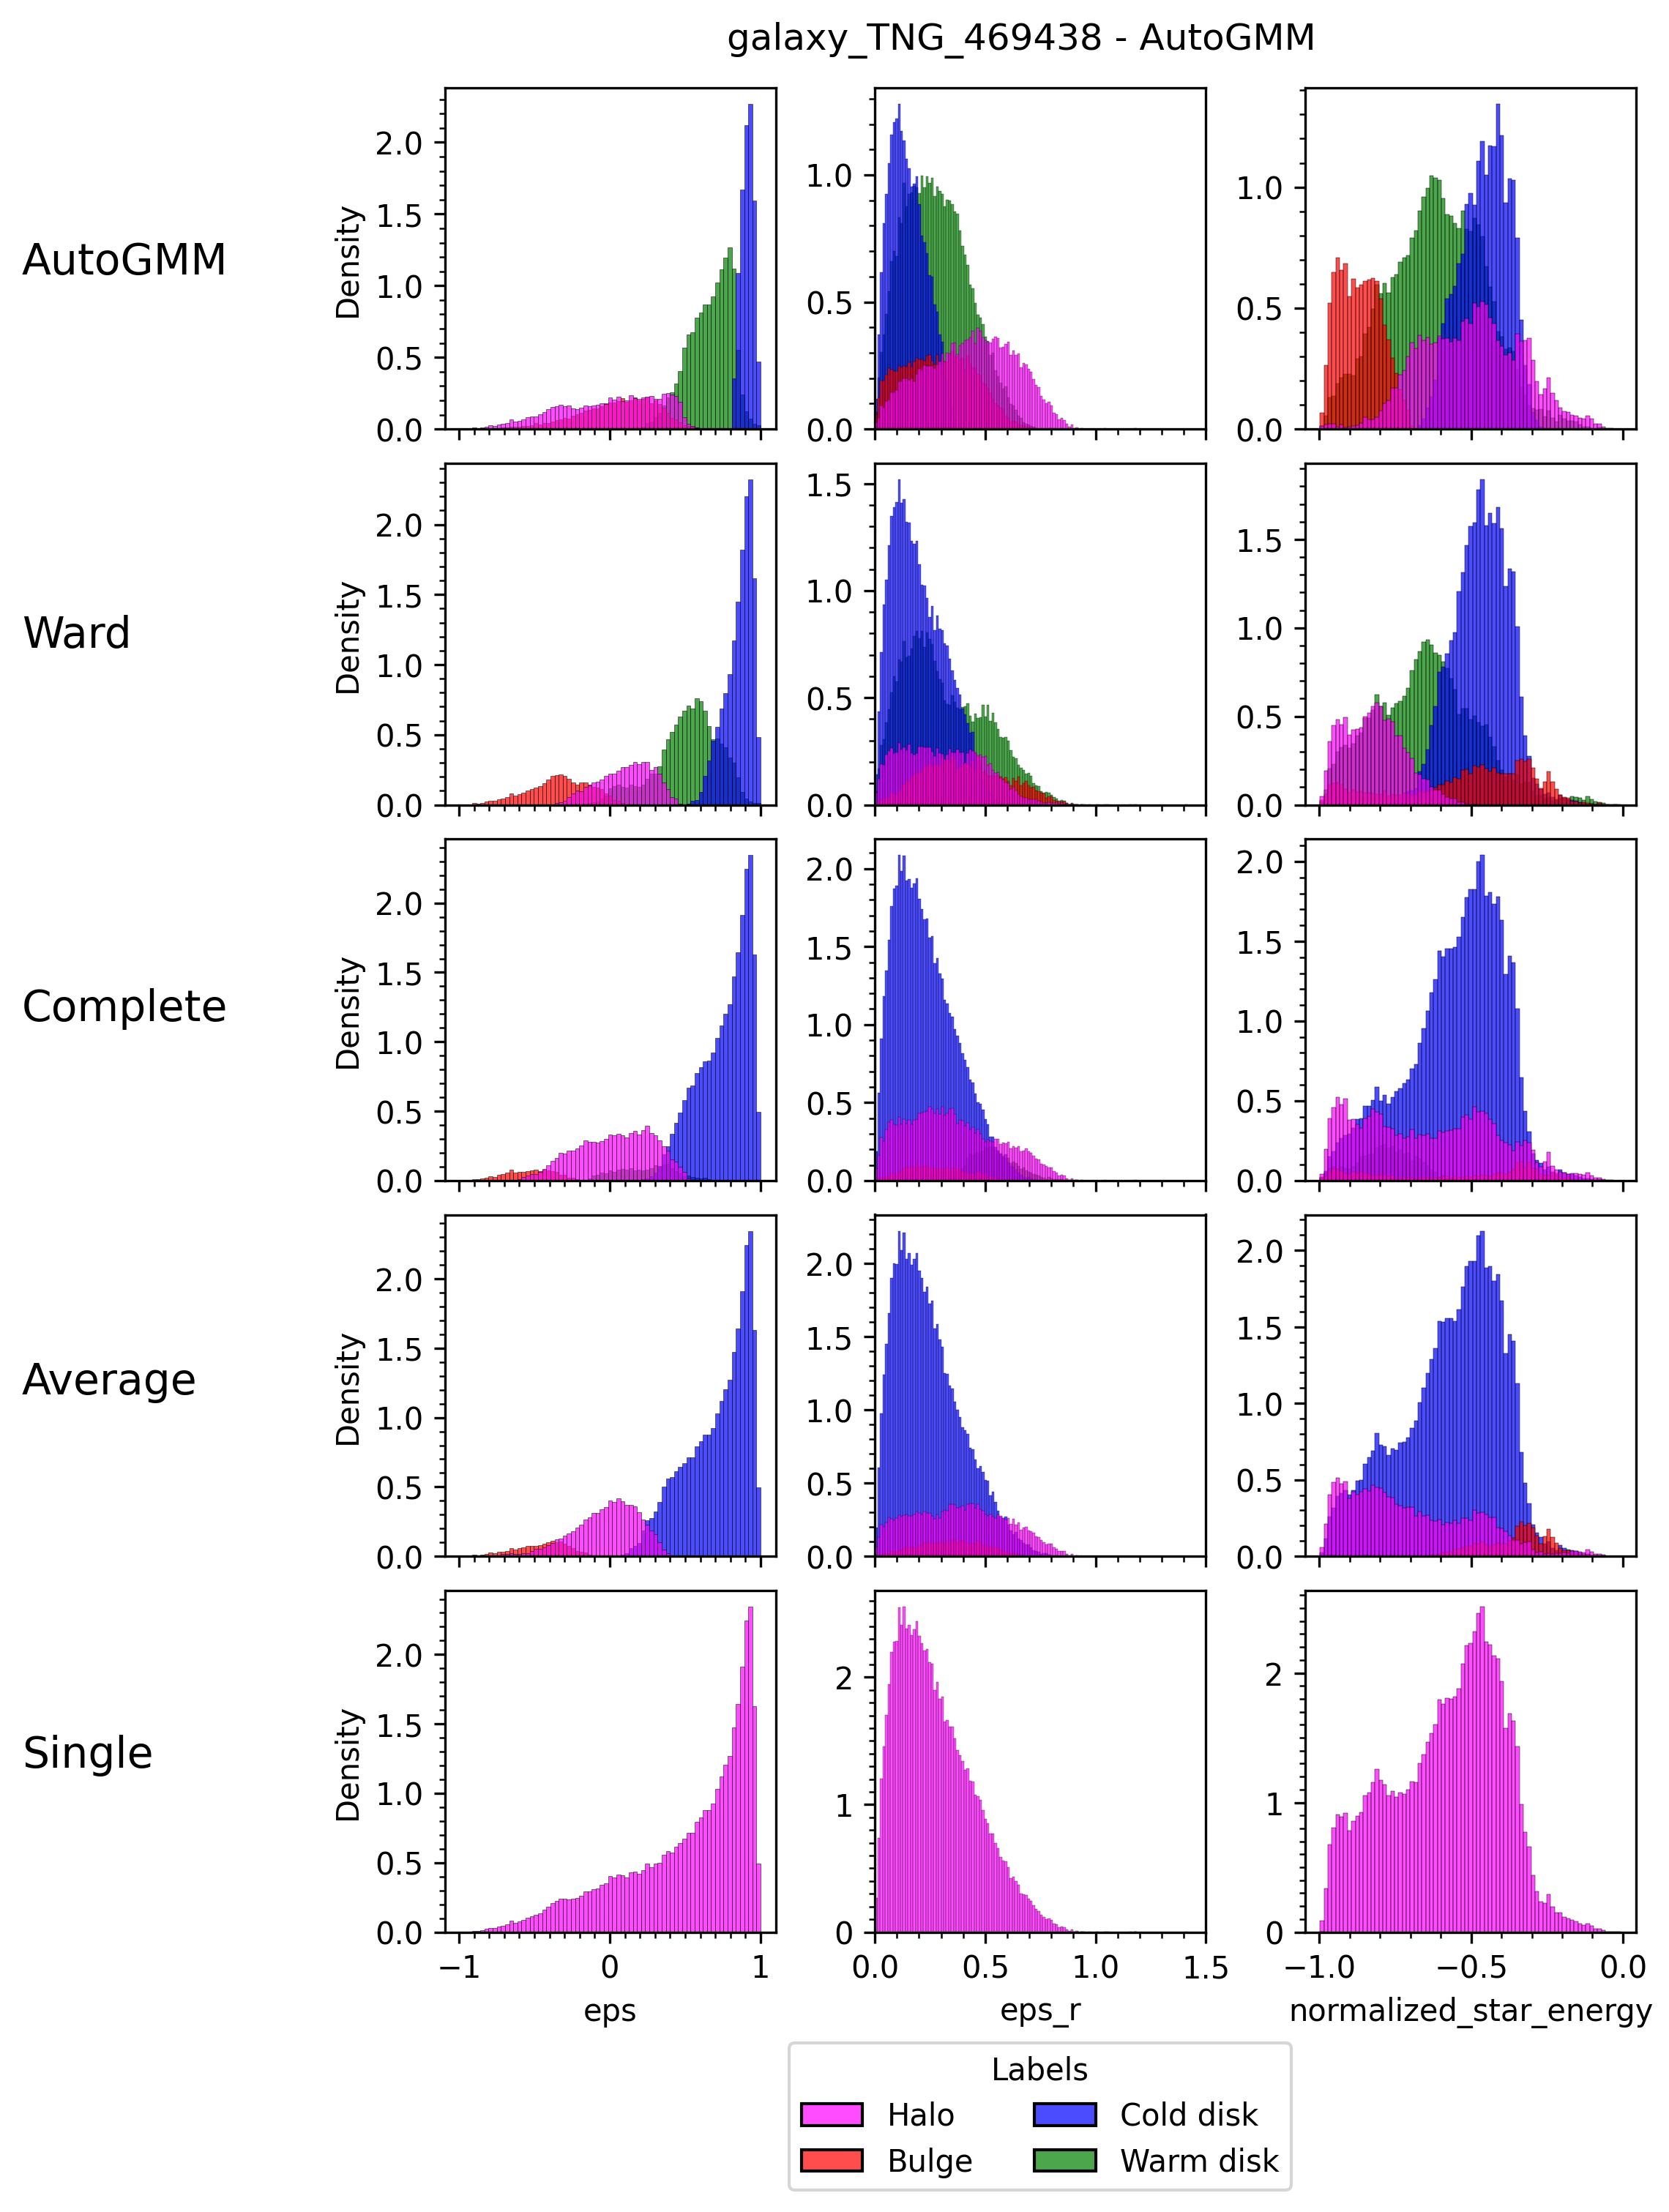 galaxy_TNG_469438 - AutoGMM
AutoGMM
Density
0.0
0.5
1.0
1.5
2.0
0.0
0.5
1.0
0.0
0.5
1.0
Ward
Density
0.0
0.5
1.0
1.5
2.0
0.0
0.5
1.0
1.5
0.0
0.5
1.0
1.5
Complete
Density
0.0
0.5
1.0
1.5
2.0
0.0
0.5
1.0
1.5
2.0
0.0
0.5
1.0
1.5
2.0
Average
Density
0.0
0.5
1.0
1.5
2.0
0.0
0.5
1.0
1.5
2.0
0.0
0.5
1.0
1.5
2.0
Single
Density
0.0
0.5
1.0
1.5
2.0
0
1
2
0
1
2
−1 0 1
0.0 0.5 1.0 1.5
−1.0 −0.5 0.0
eps
eps_r
normalized_star_energy
Labels
Halo
Cold disk
Bulge
Warm disk